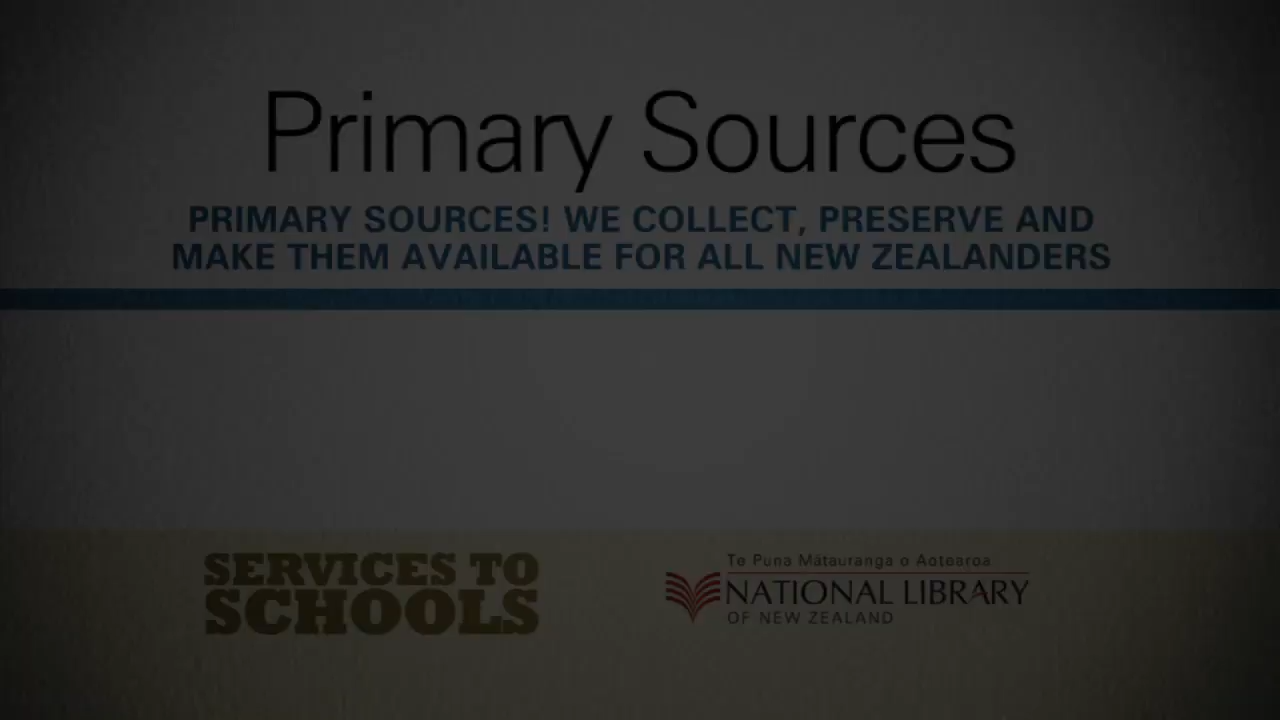 Primary Sources
PRIMARY SOURCES! WE COLLECT, PRESERVE AND
MAKE THEM AVAILABLE FOR ALL NEW ZEALANDERS
SERVICES TO
SCHOOLS
Te Puna Mātauranga o Aotearoa
NATIONAL LIBRARY
OF NEW ZEALAND